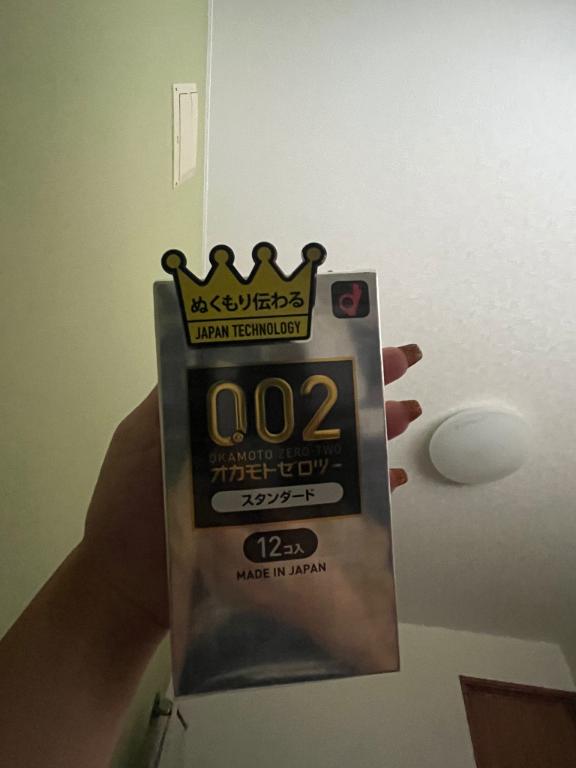 ぬくもり伝わる
JAPAN TECHNOLOGY
0.02
OKAMOTO ZERO-TWO
オカモトゼロツー
スタンダード
12コ入
MADE IN JAPAN